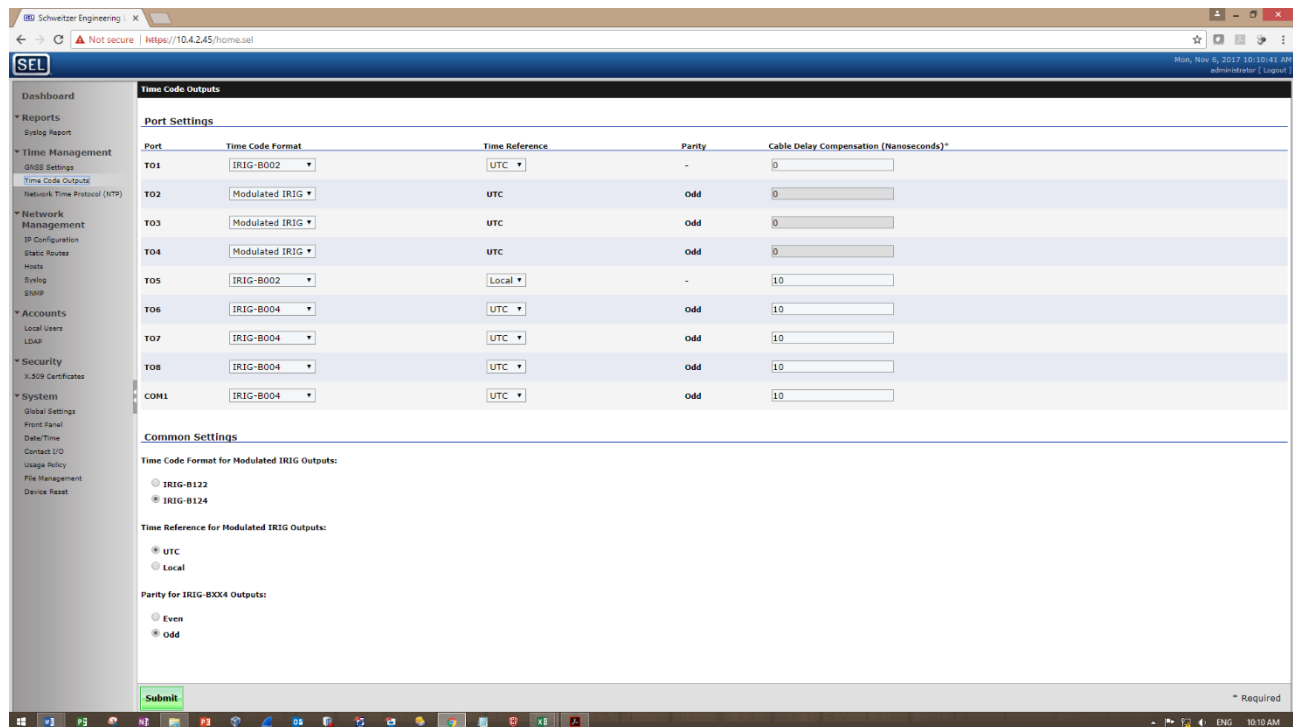 Schweitzer Engineering L
Not secure https://10.4.2.45/home.sel
SEL
Mon, Nov 6, 2017 10:10:41 AM
administrator [ Logout ]
Dashboard
Reports
Syslog Report
Time Management
GNSS Settings
Time Code Outputs
Network Time Protocol (NTP)
Network
Management
IP Configuration
Static Routes
Hosts
Syslog
SNMP
Accounts
Local Users
LDAP
Security
X.509 Certificates
System
Global Settings
Front Panel
Date/Time
Contact I/O
Usage Policy
File Management
Device Reset
Time Code Outputs
Port Settings
Port Time Code Format Time Reference Parity Cable Delay Compensation (Nanoseconds)*
TO1 IRIG-B002 UTC - 0
TO2 Modulated IRIG UTC Odd 0
TO3 Modulated IRIG UTC Odd 0
TO4 Modulated IRIG UTC Odd 0
TO5 IRIG-B002 Local - 10
TO6 IRIG-B004 UTC Odd 10
TO7 IRIG-B004 UTC Odd 10
TO8 IRIG-B004 UTC Odd 10
COM1 IRIG-B004 UTC Odd 10
Common Settings
Time Code Format for Modulated IRIG Outputs:
IRIG-B122
IRIG-B124
Time Reference for Modulated IRIG Outputs:
UTC
Local
Parity for IRIG-BXX4 Outputs:
Even
Odd
Submit
* Required
ENG 10:10 AM